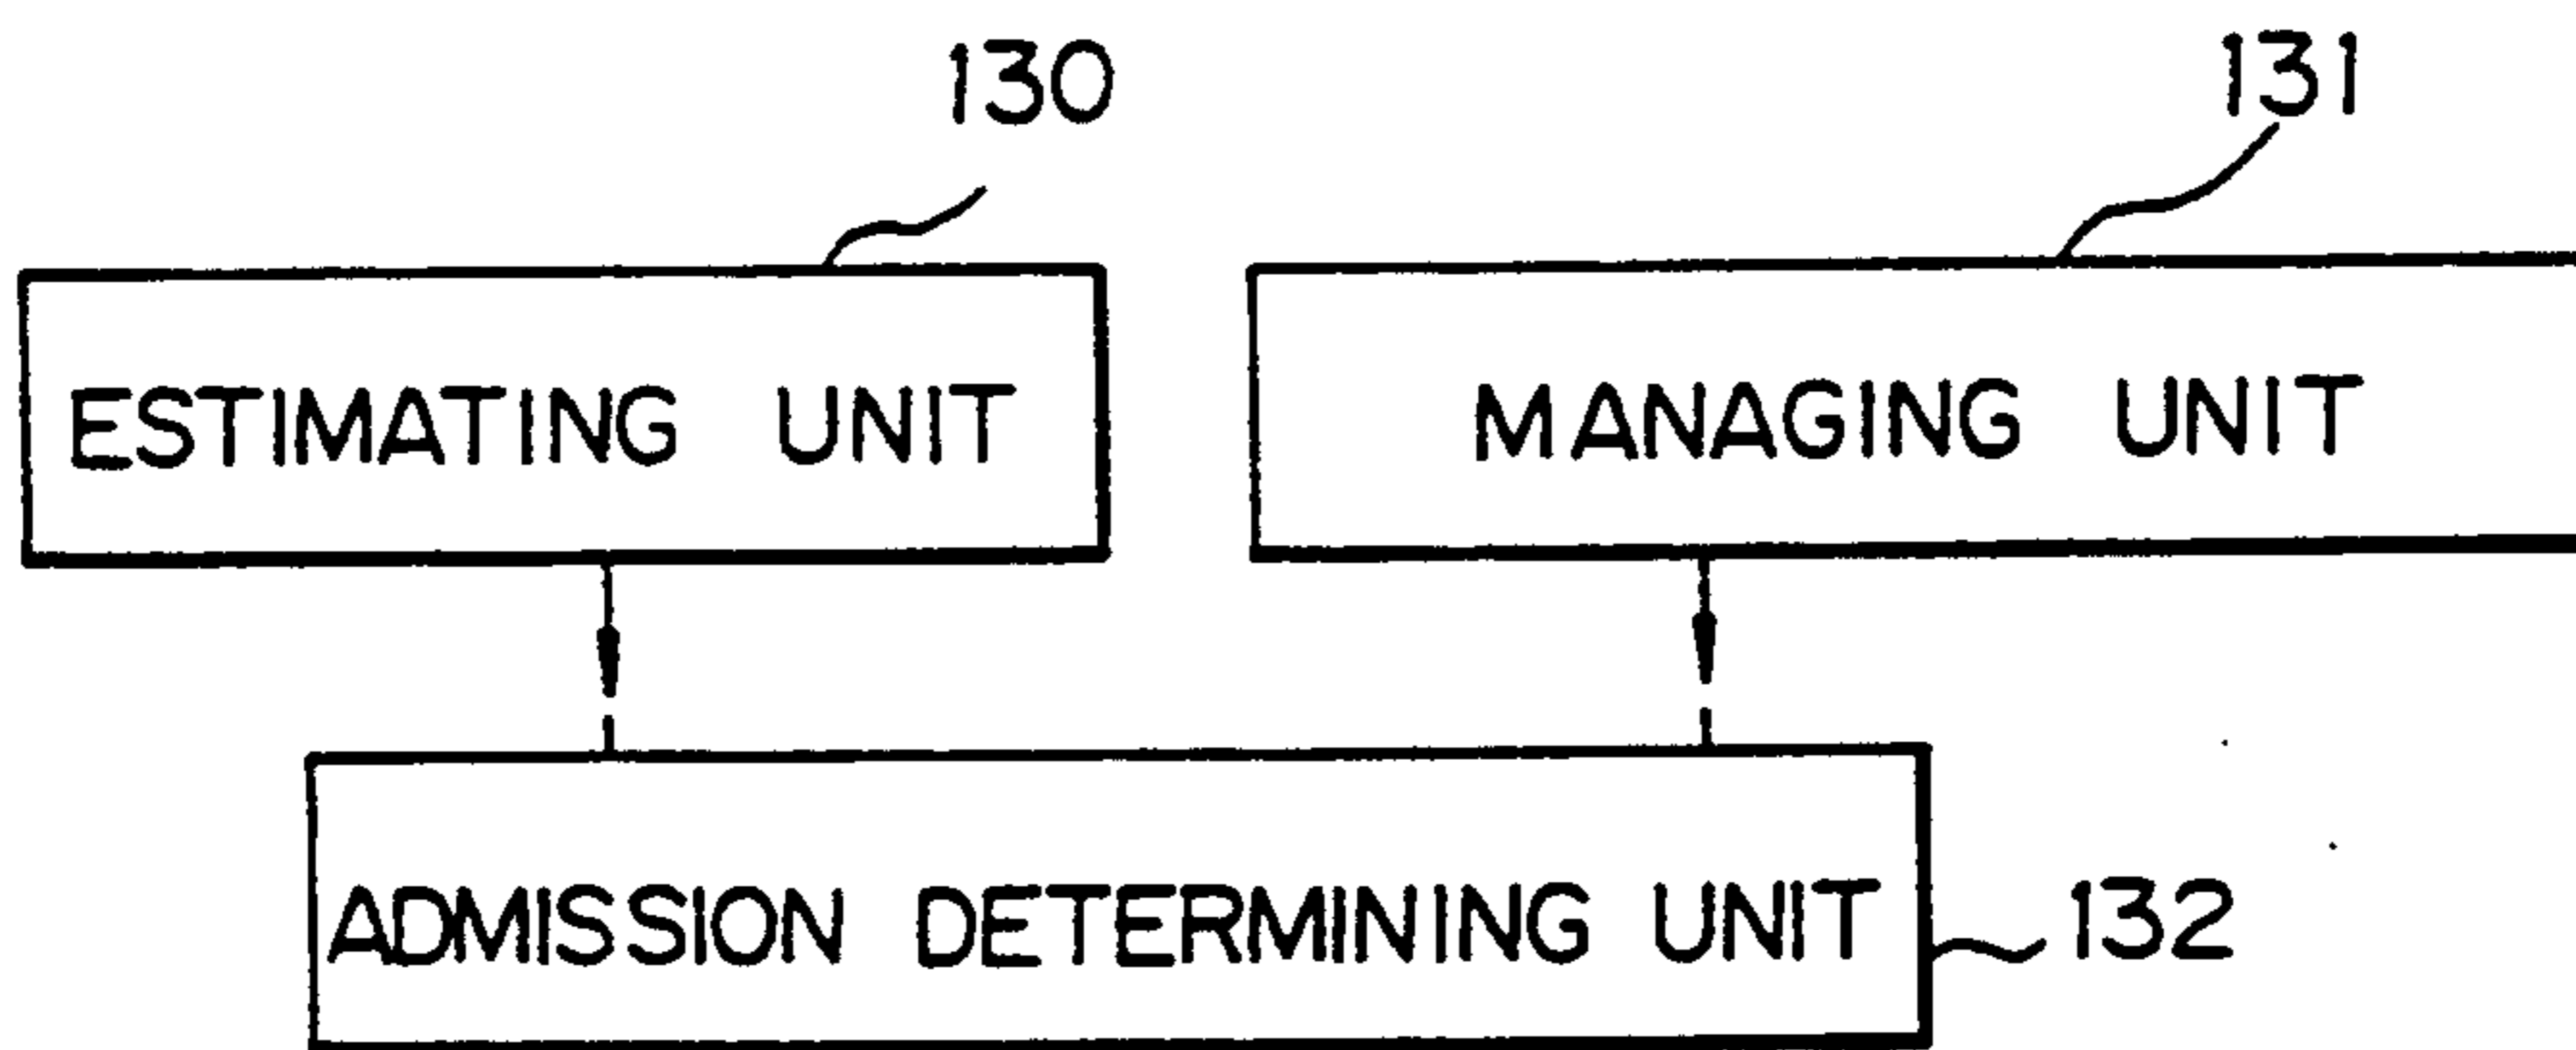 130
131
ESTIMATING UNIT
MANAGING UNIT
ADMISSION DETERMINING UNIT
132